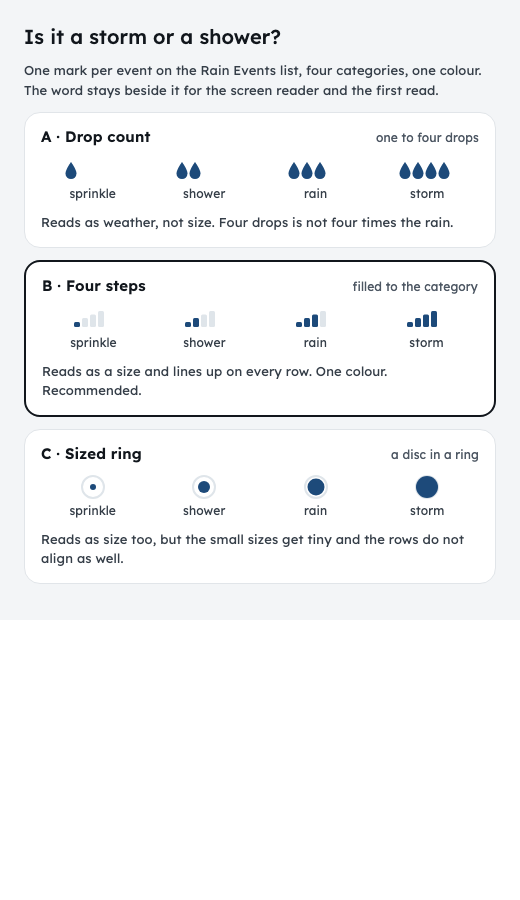 Is it a storm or a shower?
One mark per event on the Rain Events list, four categories, one colour.
The word stays beside it for the screen reader and the first read.
A · Drop count one to four drops
sprinkle shower rain storm
Reads as weather, not size. Four drops is not four times the rain.
B · Four steps filled to the category
sprinkle shower rain storm
Reads as a size and lines up on every row. One colour.
Recommended.
C · Sized ring a disc in a ring
sprinkle shower rain storm
Reads as size too, but the small sizes get tiny and the rows do not
align as well.